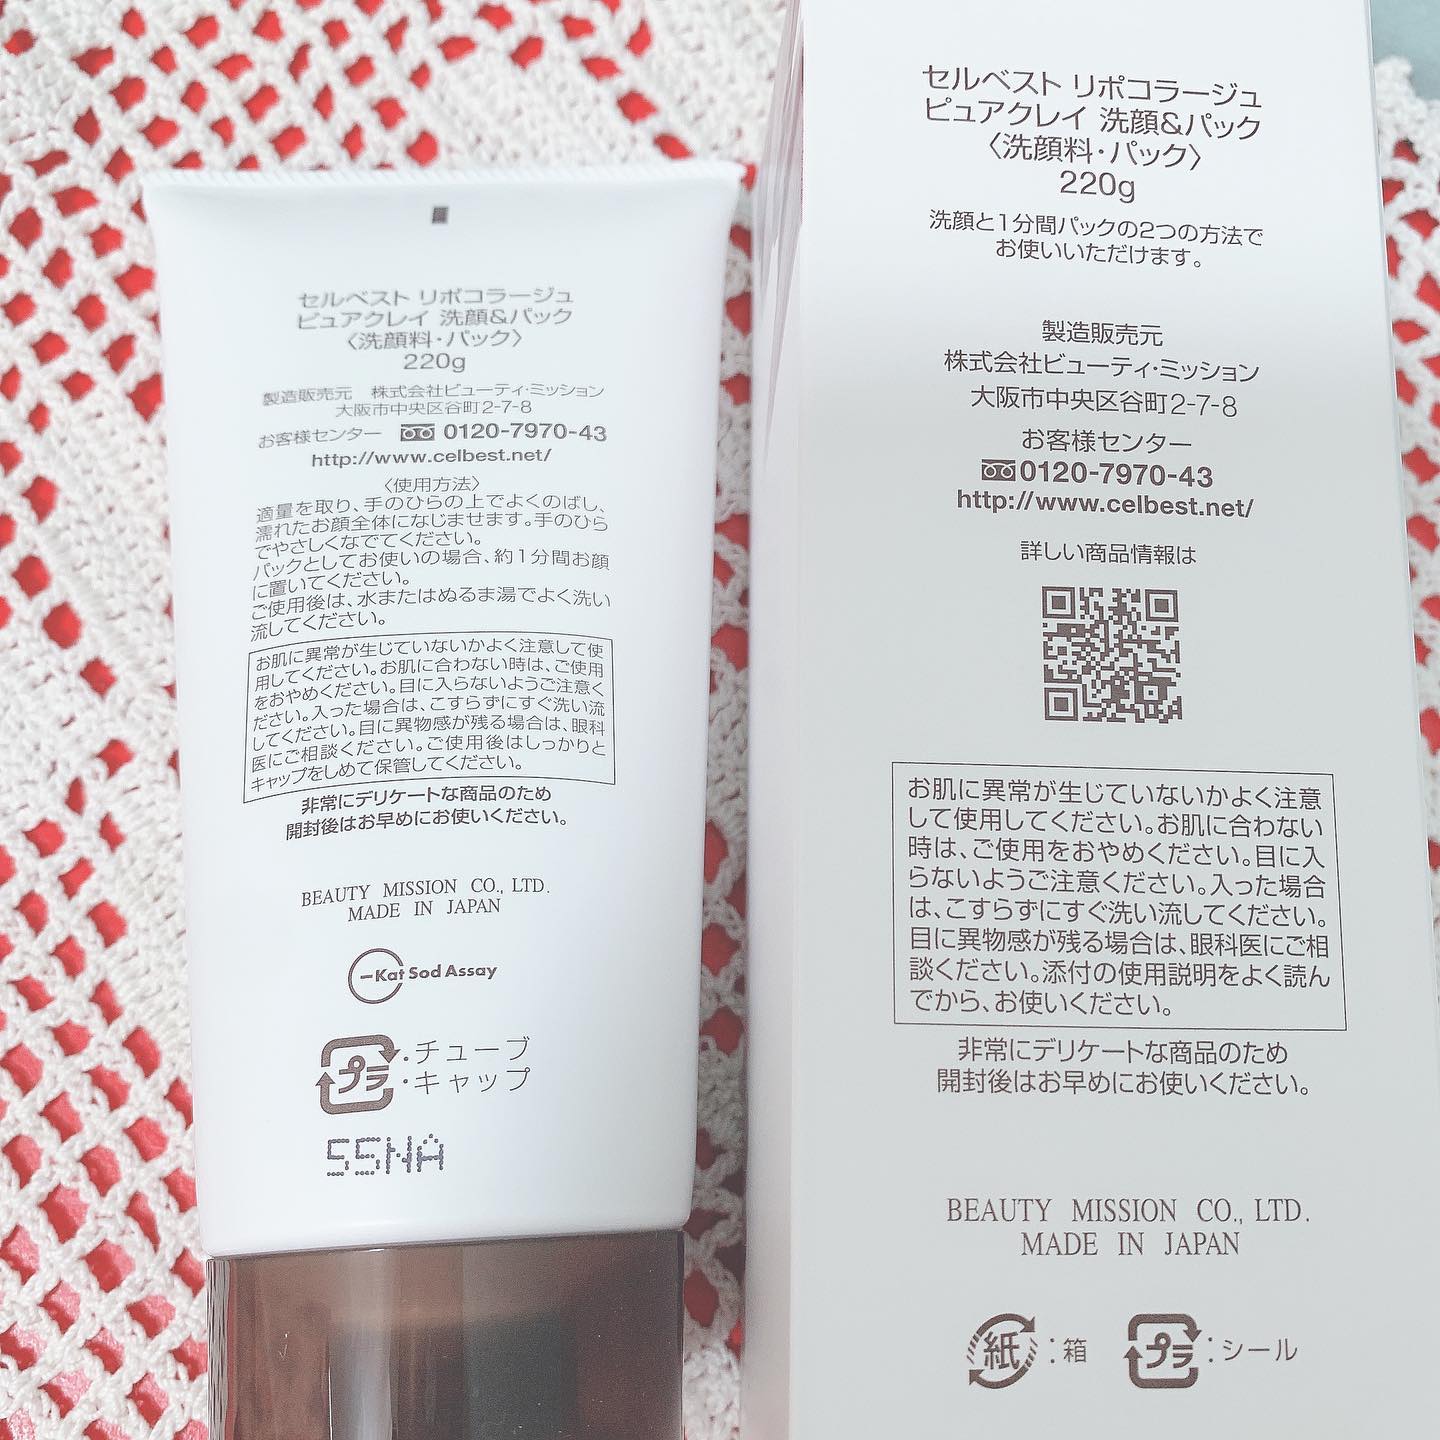 セルベスト リポコラージュ
ピュアクレイ 洗顔&パック
〈洗顔料・パック〉
220g
製造販売元 株式会社ビューティ・ミッション
大阪市中央区谷町2-7-8
お客様センター 0120-7970-43
http://www.celbest.net/
〈使用方法〉
適量を取り、手のひらの上でよくのばし、
濡れたお顔全体になじませます。手のひら
でやさしくなでてください。
パックとしてお使いの場合、約1分間お顔
に置いてください。
ご使用後は、水またはぬるま湯でよく洗い
流してください。
お肌に異常が生じていないかよく注意して使
用してください。お肌に合わない時は、ご使用
をおやめください。目に入らないようご注意く
ださい。入った場合は、こすらずにすぐ洗い流
してください。目に異物感が残る場合は、眼科
医にご相談ください。ご使用後はしっかりと
キャップをしめて保管してください。
非常にデリケートな商品のため
開封後はお早めにお使いください。
BEAUTY MISSION CO., LTD.
MADE IN JAPAN
Kat Sod Assay
プラ
:チューブ
・キャップ
55NA
セルベスト リポコラージュ
ピュアクレイ 洗顔&パック
〈洗顔料・パック〉
220g
洗顔と1分間パックの2つの方法で
お使いいただけます。
製造販売元
株式会社ビューティ・ミッション
大阪市中央区谷町2-7-8
お客様センター
0120-7970-43
http://www.celbest.net/
詳しい商品情報は
お肌に異常が生じていないかよく注意
して使用してください。お肌に合わない
時は、ご使用をおやめください。目に入
らないようご注意ください。入った場合
は、こすらずにすぐ洗い流してください。
目に異物感が残る場合は、眼科医にご相
談ください。添付の使用説明をよく読ん
でから、お使いください。
非常にデリケートな商品のため
開封後はお早めにお使いください。
BEAUTY MISSION CO., LTD.
MADE IN JAPAN
紙:箱 プラ:シール